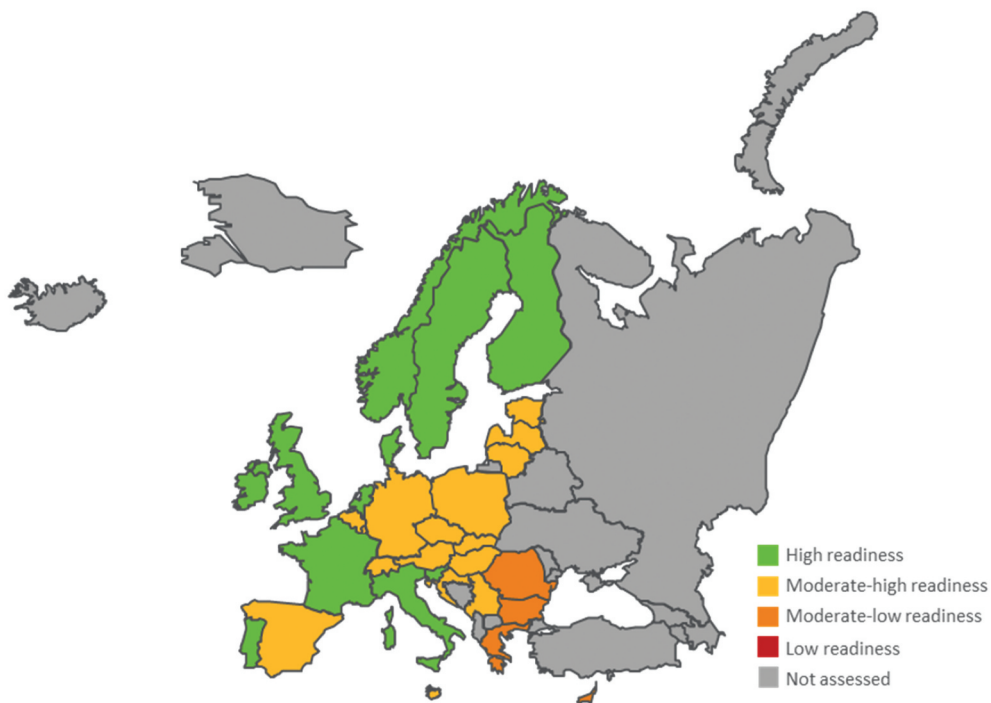 High readiness
Moderate-high readiness
Moderate-low readiness
Low readiness
Not assessed